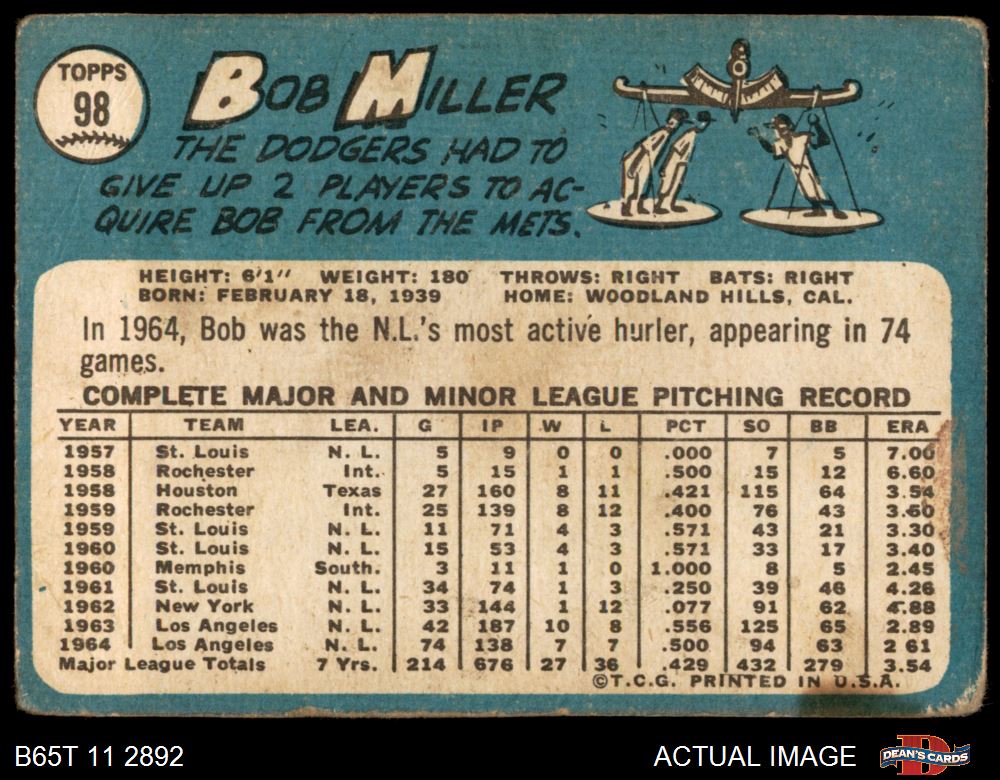 TOPPS
98
BOB MILLER
THE DODGERS HAD TO
GIVE UP 2 PLAYERS TO AC-
QUIRE BOB FROM THE METS.
HEIGHT: 6'1" WEIGHT: 180 THROWS: RIGHT BATS: RIGHT
BORN: FEBRUARY 18, 1939 HOME: WOODLAND HILLS, CAL.
In 1964, Bob was the N.L.'s most active hurler, appearing in 74
games.
COMPLETE MAJOR AND MINOR LEAGUE PITCHING RECORD
YEAR TEAM LEA. G IP W L PCT SO BB ERA
1957 St. Louis N. L. 5 9 0 0 .000 7 5 7.00
1958 Rochester Int. 5 15 1 1 .500 15 12 6.60
1958 Houston Texas 27 160 8 11 .421 115 64 3.54
1959 Rochester Int. 25 139 8 12 .400 76 43 3.50
1959 St. Louis N. L. 11 71 4 3 .571 43 21 3.30
1960 St. Louis N. L. 15 53 4 3 .571 33 17 3.40
1960 Memphis South. 3 11 1 0 1.000 8 5 2.45
1961 St. Louis N. L. 34 74 1 3 .250 39 46 4.26
1962 New York N. L. 33 144 1 12 .077 91 62 4.88
1963 Los Angeles N. L. 42 187 10 8 .556 125 65 2.89
1964 Los Angeles N. L. 74 138 7 7 .500 94 63 2 61
Major League Totals 7 Yrs. 214 676 27 36 .429 432 279 3.54
©T.C.G. PRINTED IN U.S.A.
B65T 11 2892 ACTUAL IMAGE DEAN'S CARDS